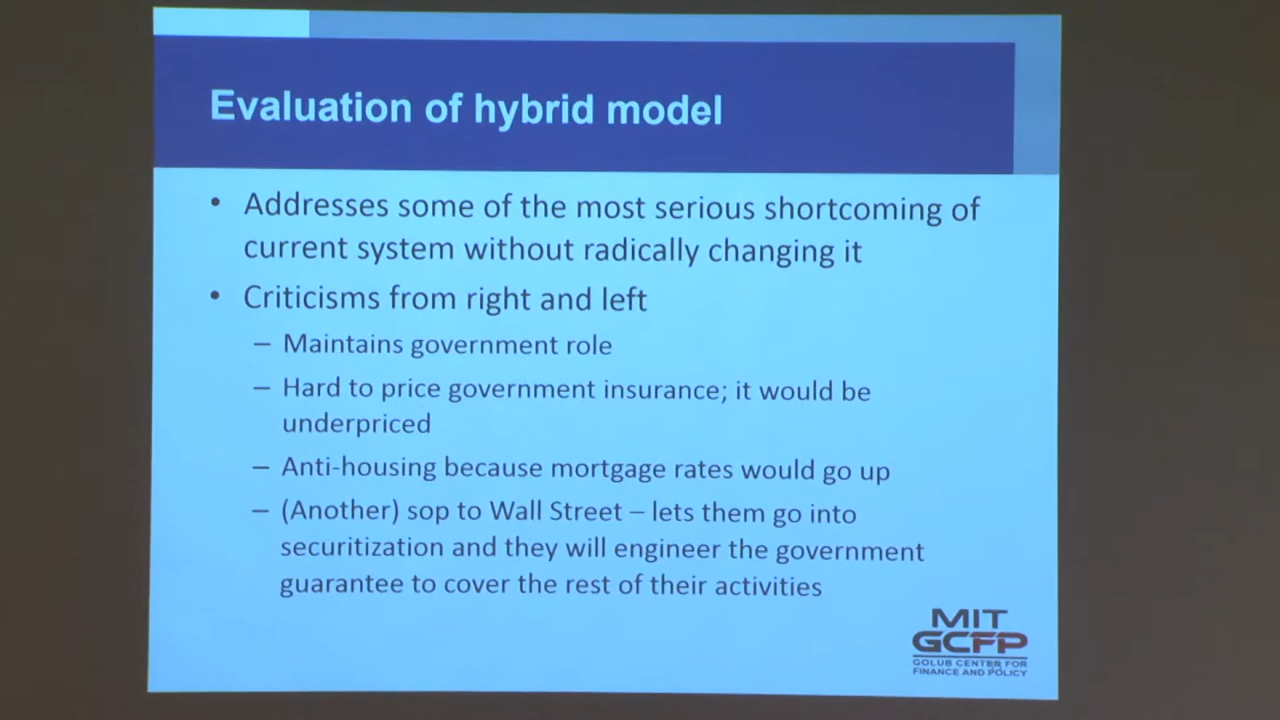 Evaluation of hybrid model
• Addresses some of the most serious shortcoming of
current system without radically changing it
• Criticisms from right and left
– Maintains government role
– Hard to price government insurance; it would be
underpriced
– Anti-housing because mortgage rates would go up
– (Another) sop to Wall Street – lets them go into
securitization and they will engineer the government
guarantee to cover the rest of their activities
MIT
GCFP
GOLUB CENTER FOR
FINANCE AND POLICY